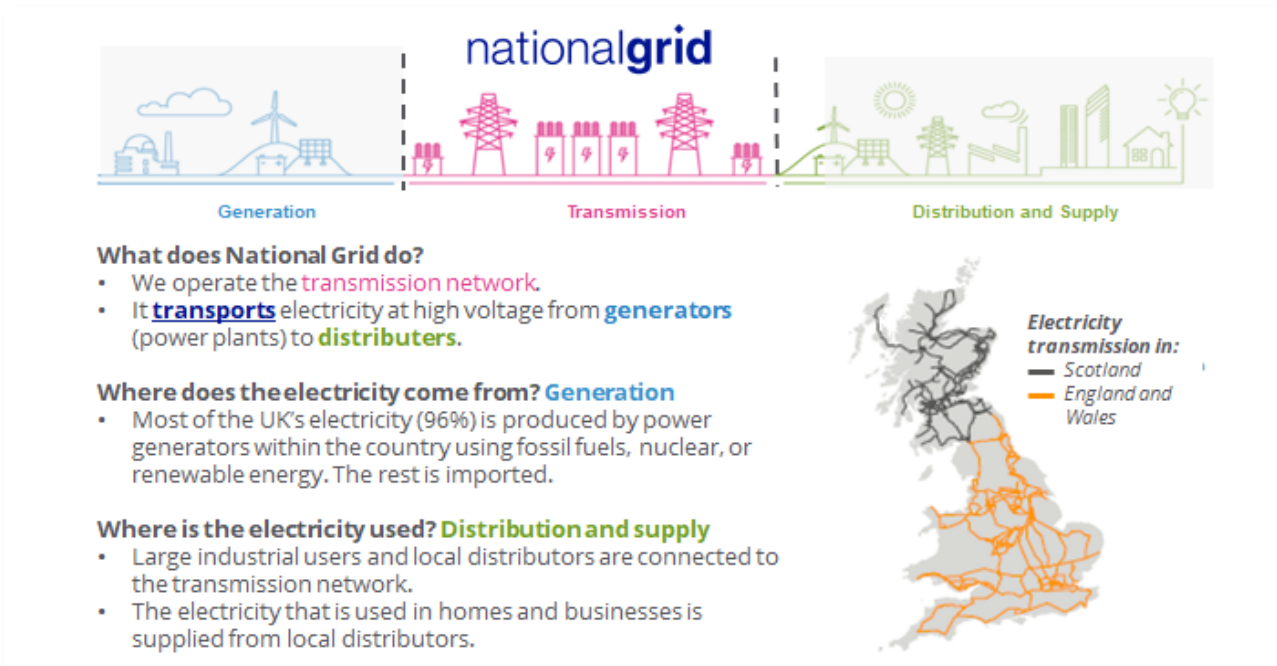 nationalgrid
Generation
Transmission
Distribution and Supply
What does National Grid do?
• We operate the transmission network.
• It transports electricity at high voltage from generators
(power plants) to distributers.
Where does the electricity come from? Generation
• Most of the UK's electricity (96%) is produced by power
generators within the country using fossil fuels, nuclear, or
renewable energy. The rest is imported.
Where is the electricity used? Distribution and supply
• Large industrial users and local distributors are connected to
the transmission network.
• The electricity that is used in homes and businesses is
supplied from local distributors.
Electricity
transmission in:
Scotland
England and
Wales